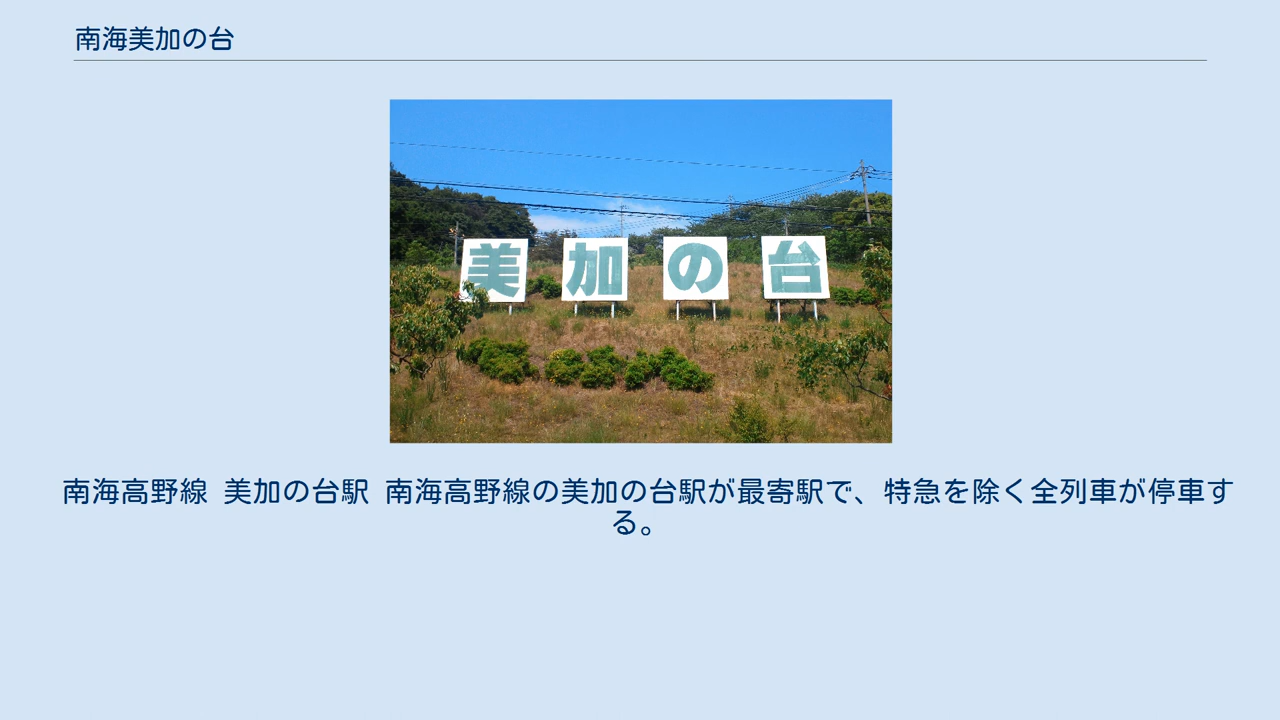 南海美加の台
美加の台
南海高野線 美加の台駅 南海高野線の美加の台駅が最寄駅で、特急を除く全列車が停車す
る。